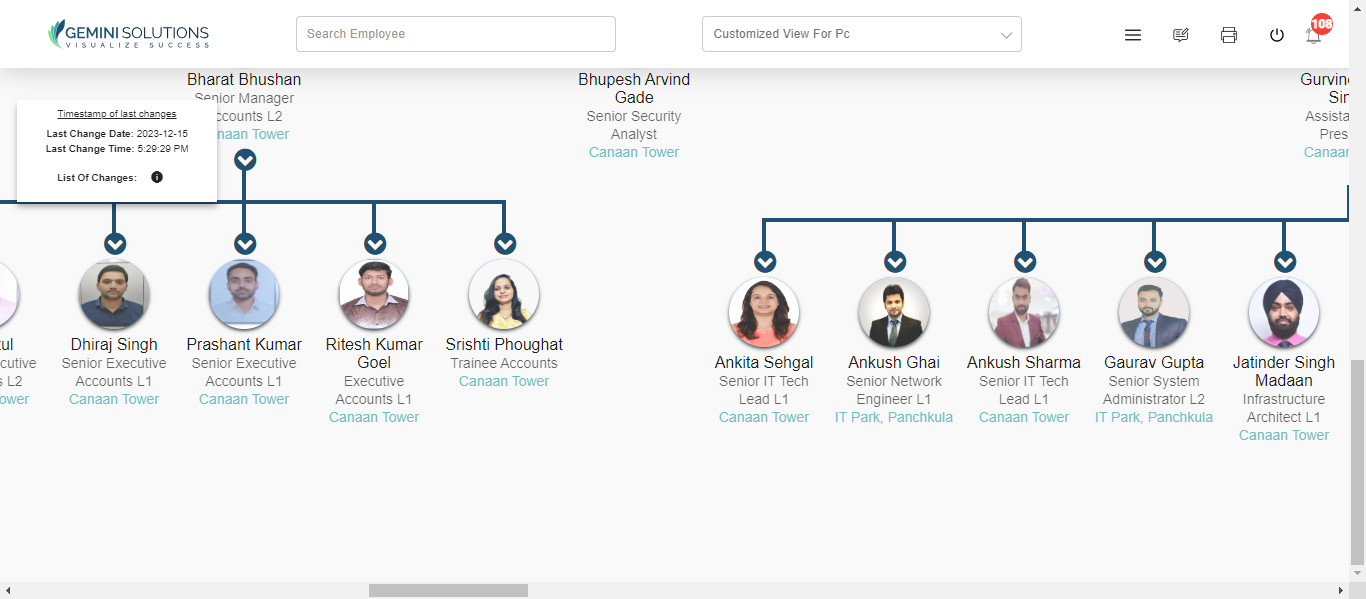 GEMINI SOLUTIONS
VISUALIZE SUCCESS
Search Employee
Customized View For Pc
108
Bharat Bhushan
Senior Manager
ccounts L2
naan Tower
Timestamp of last changes
Last Change Date: 2023-12-15
Last Change Time: 5:29:29 PM
List Of Changes:
Bhupesh Arvind
Gade
Senior Security
Analyst
Canaan Tower
Gurvin
Sin
Assista
Pres
Canaan
tul
cutive
s L2
ower
Dhiraj Singh
Senior Executive
Accounts L1
Canaan Tower
Prashant Kumar
Senior Executive
Accounts L1
Canaan Tower
Ritesh Kumar
Goel
Executive
Accounts L1
Canaan Tower
Srishti Phoughat
Trainee Accounts
Canaan Tower
Ankita Sehgal
Senior IT Tech
Lead L1
Canaan Tower
Ankush Ghai
Senior Network
Engineer L1
IT Park, Panchkula
Ankush Sharma
Senior IT Tech
Lead L1
Canaan Tower
Gaurav Gupta
Senior System
Administrator L2
IT Park, Panchkula
Jatinder Singh
Madaan
Infrastructure
Architect L1
Canaan Tower